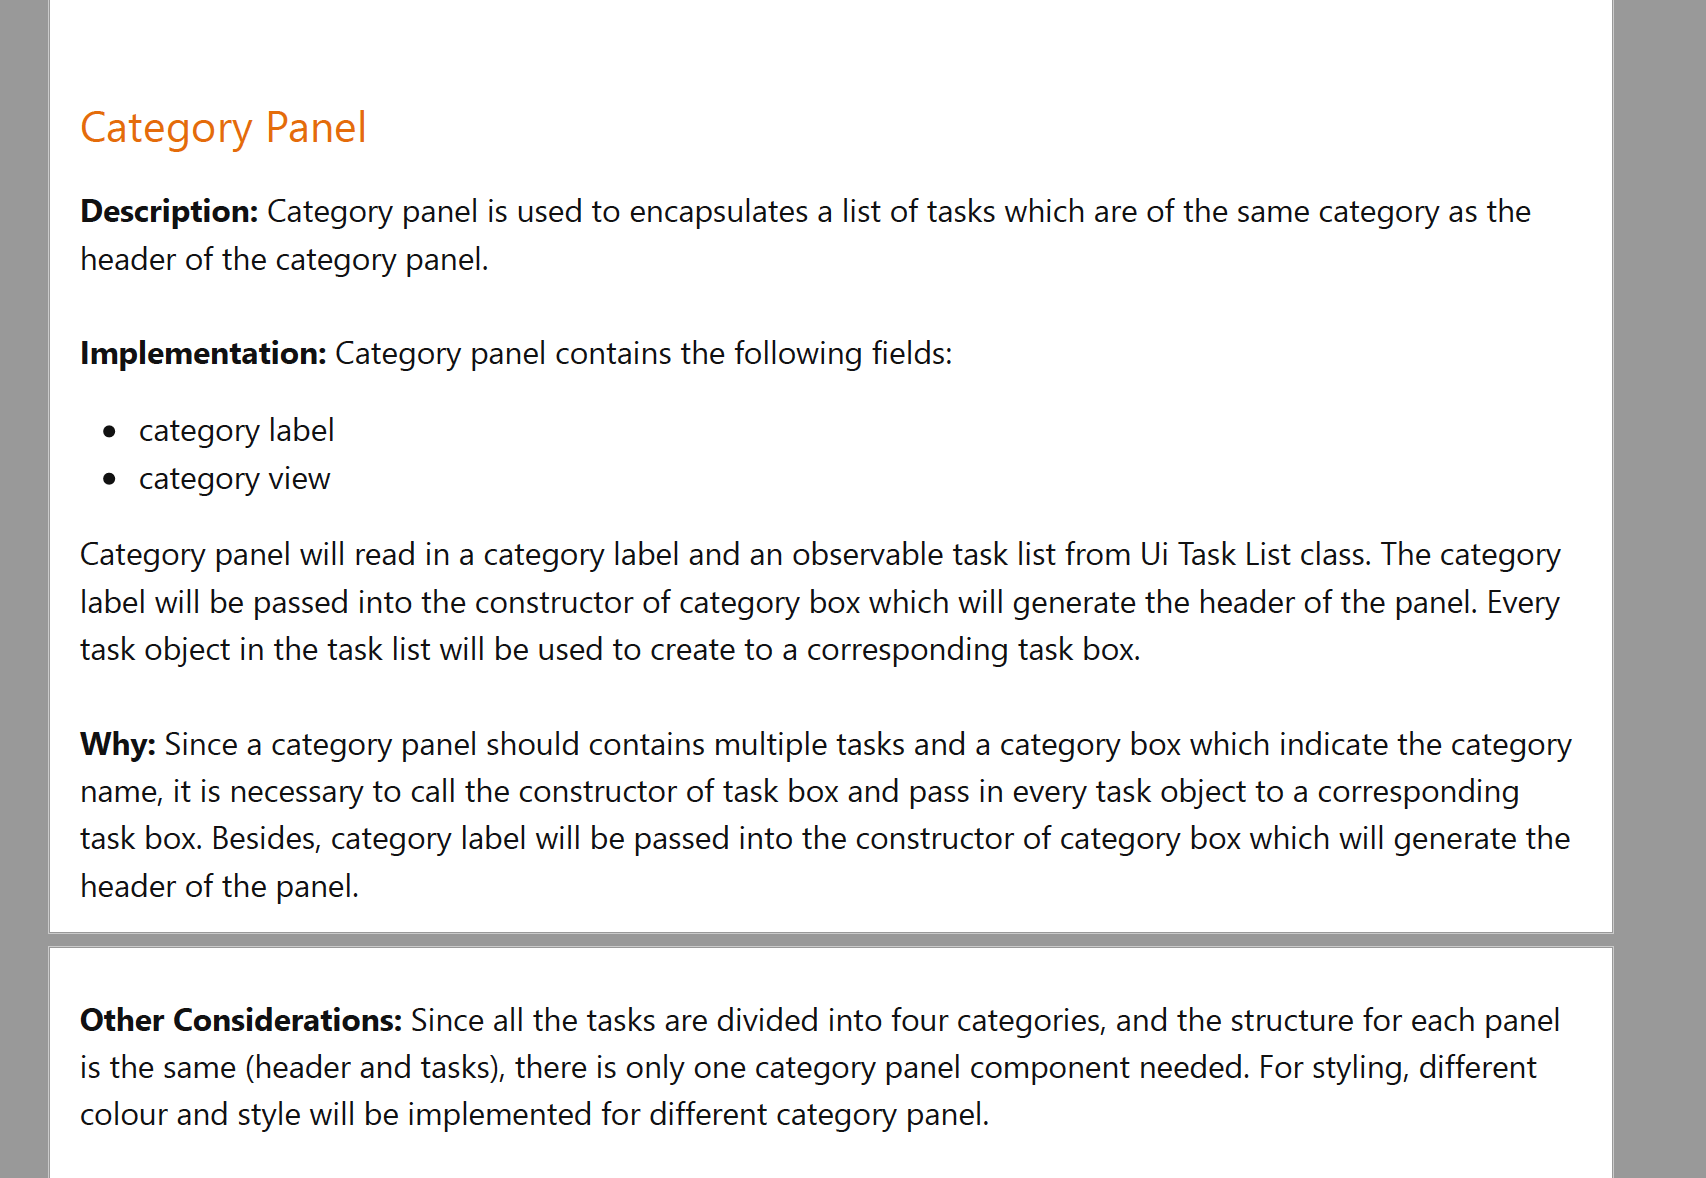 Category Panel
Description: Category panel is used to encapsulates a list of tasks which are of the same category as the
header of the category panel.
Implementation: Category panel contains the following fields:
• category label
• category view
Category panel will read in a category label and an observable task list from Ui Task List class. The category
label will be passed into the constructor of category box which will generate the header of the panel. Every
task object in the task list will be used to create to a corresponding task box.
Why: Since a category panel should contains multiple tasks and a category box which indicate the category
name, it is necessary to call the constructor of task box and pass in every task object to a corresponding
task box. Besides, category label will be passed into the constructor of category box which will generate the
header of the panel.
Other Considerations: Since all the tasks are divided into four categories, and the structure for each panel
is the same (header and tasks), there is only one category panel component needed. For styling, different
colour and style will be implemented for different category panel.